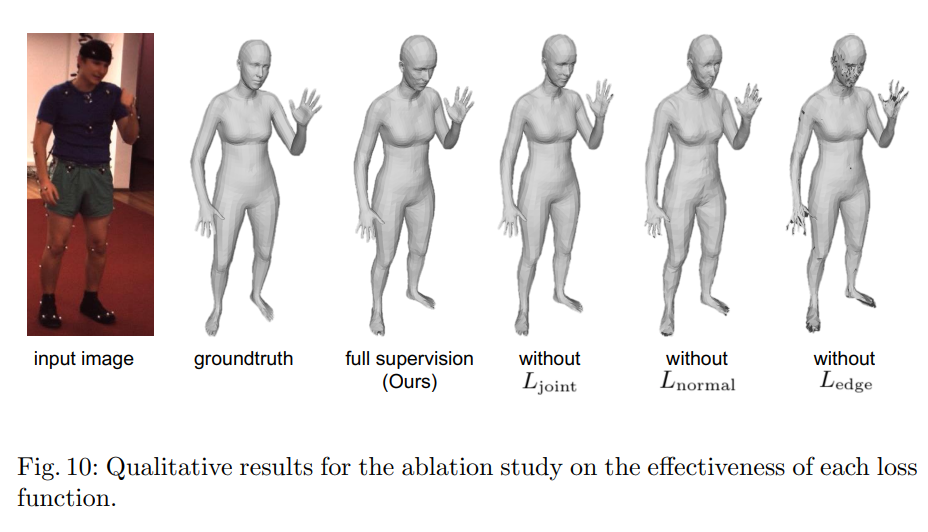 input image
groundtruth
full supervision
(Ours)
without
L_joint
without
L_normal
without
L_edge
Fig. 10: Qualitative results for the ablation study on the effectiveness of each loss
function.